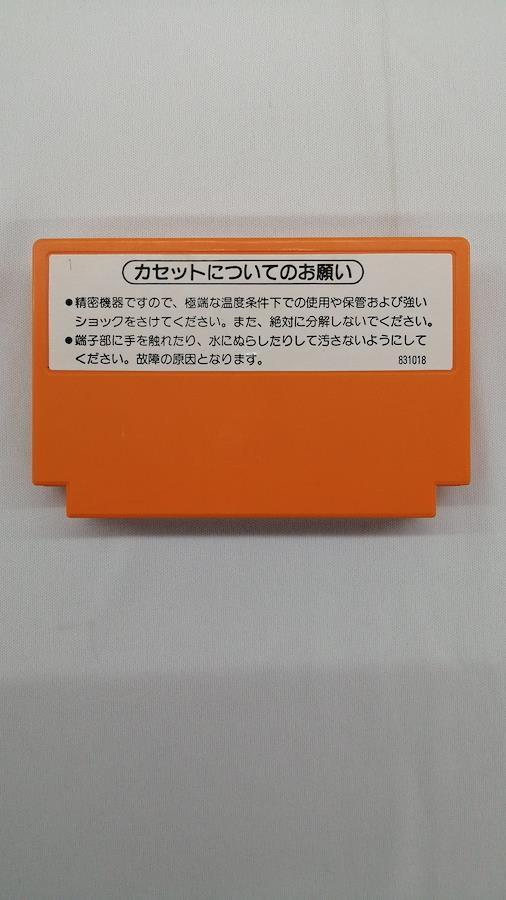 カセットについてのお願い
●精密機器ですので、極端な温度条件下での使用や保管および強い
ショックをさけてください。また、絶対に分解しないでください。
●端子部に手を触れたり、水にぬらしたりして汚さないようにして
ください。故障の原因となります。
831018